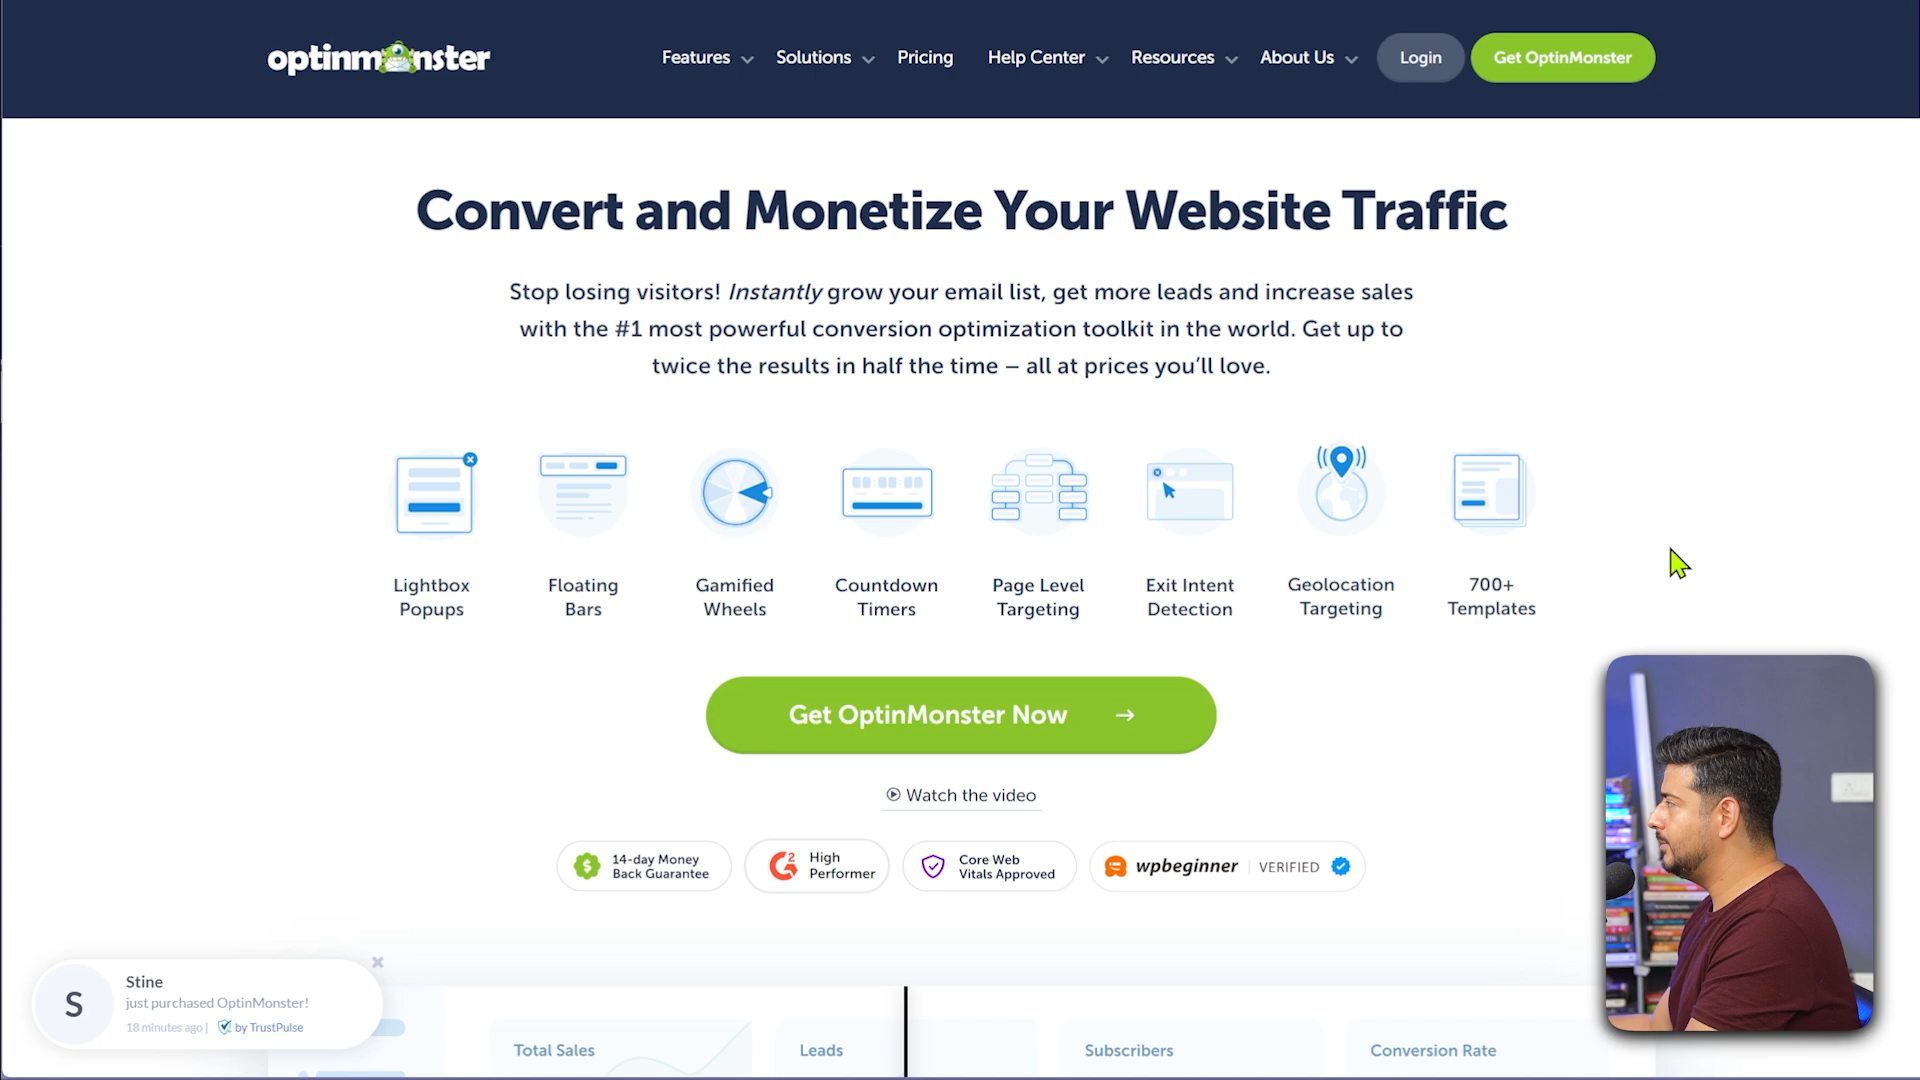 optinmonster
Features
Solutions
Pricing
Help Center
Resources
About Us
Login
Get OptinMonster
Convert and Monetize Your Website Traffic
Stop losing visitors! Instantly grow your email list, get more leads and increase sales
with the #1 most powerful conversion optimization toolkit in the world. Get up to
twice the results in half the time – all at prices you'll love.
Lightbox
Popups
Floating
Bars
Gamified
Wheels
Countdown
Timers
Page Level
Targeting
Exit Intent
Detection
Geolocation
Targeting
700+
Templates
Get OptinMonster Now →
Watch the video
14-day Money
Back Guarantee
G2
High
Performer
Core Web
Vitals Approved
wpbeginner
VERIFIED
S
Stine
just purchased OptinMonster!
18 minutes ago | by TrustPulse
Total Sales
Leads
Subscribers
Conversion Rate